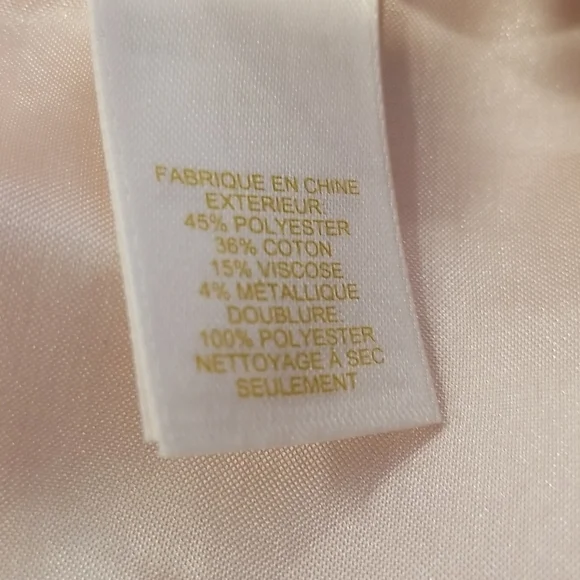 FABRIQUE EN CHINE
EXTERIEUR:
45% POLYESTER
36% COTON
15% VISCOSE
4% MÉTALLIQUE
DOUBLURE:
100% POLYESTER
NETTOYAGE À SEC
SEULEMENT